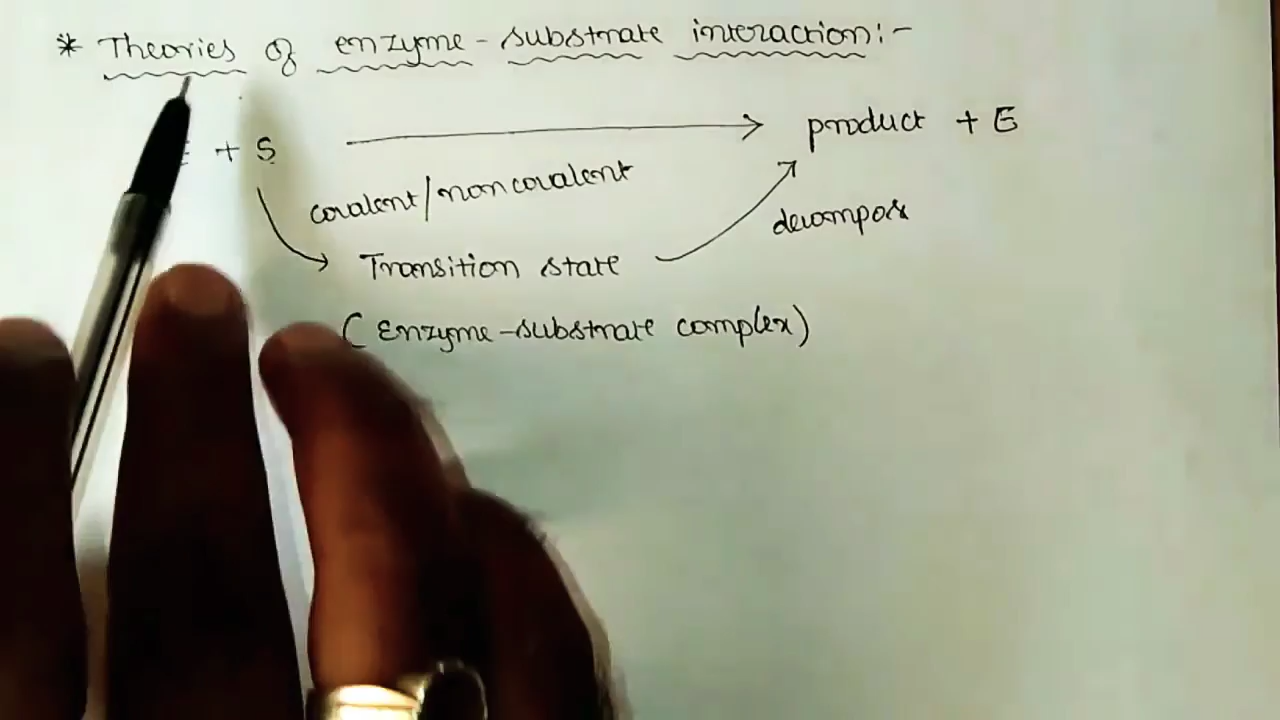 * Theories of enzyme-substrate interaction:-
+ S → product + E
covalent/noncovalent
decompose
Transition state
(Enzyme-substrate complex)